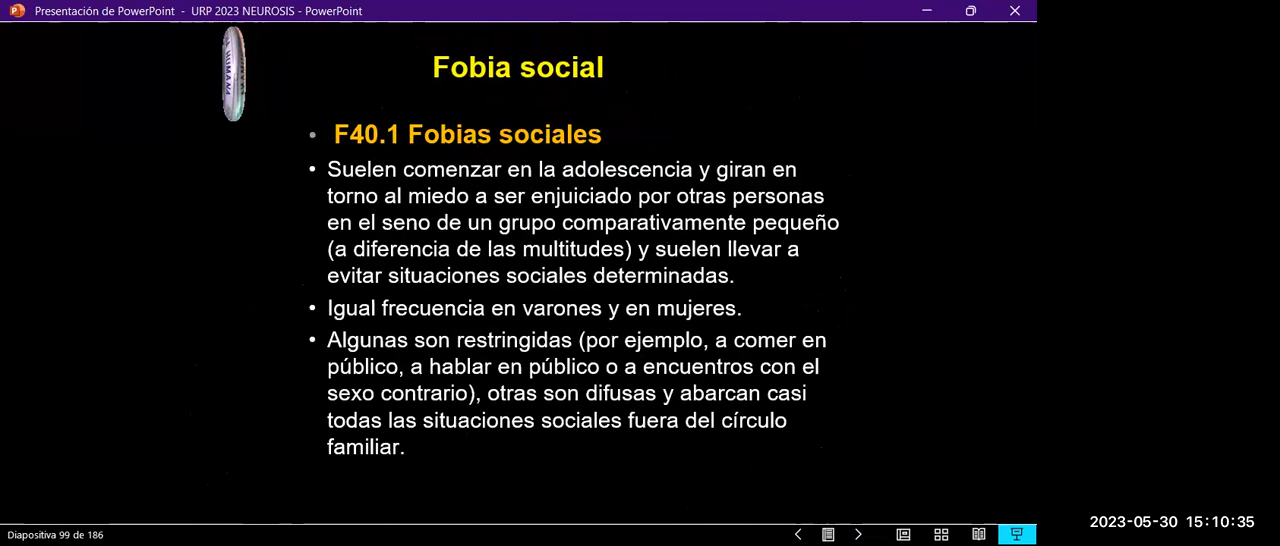 Presentación de PowerPoint - URP 2023 NEUROSIS - PowerPoint
HUMANA
Fobia social
• F40.1 Fobias sociales
• Suelen comenzar en la adolescencia y giran en
torno al miedo a ser enjuiciado por otras personas
en el seno de un grupo comparativamente pequeño
(a diferencia de las multitudes) y suelen llevar a
evitar situaciones sociales determinadas.
• Igual frecuencia en varones y en mujeres.
• Algunas son restringidas (por ejemplo, a comer en
público, a hablar en público o a encuentros con el
sexo contrario), otras son difusas y abarcan casi
todas las situaciones sociales fuera del círculo
familiar.
Diapositiva 99 de 186
2023-05-30 15:10:35